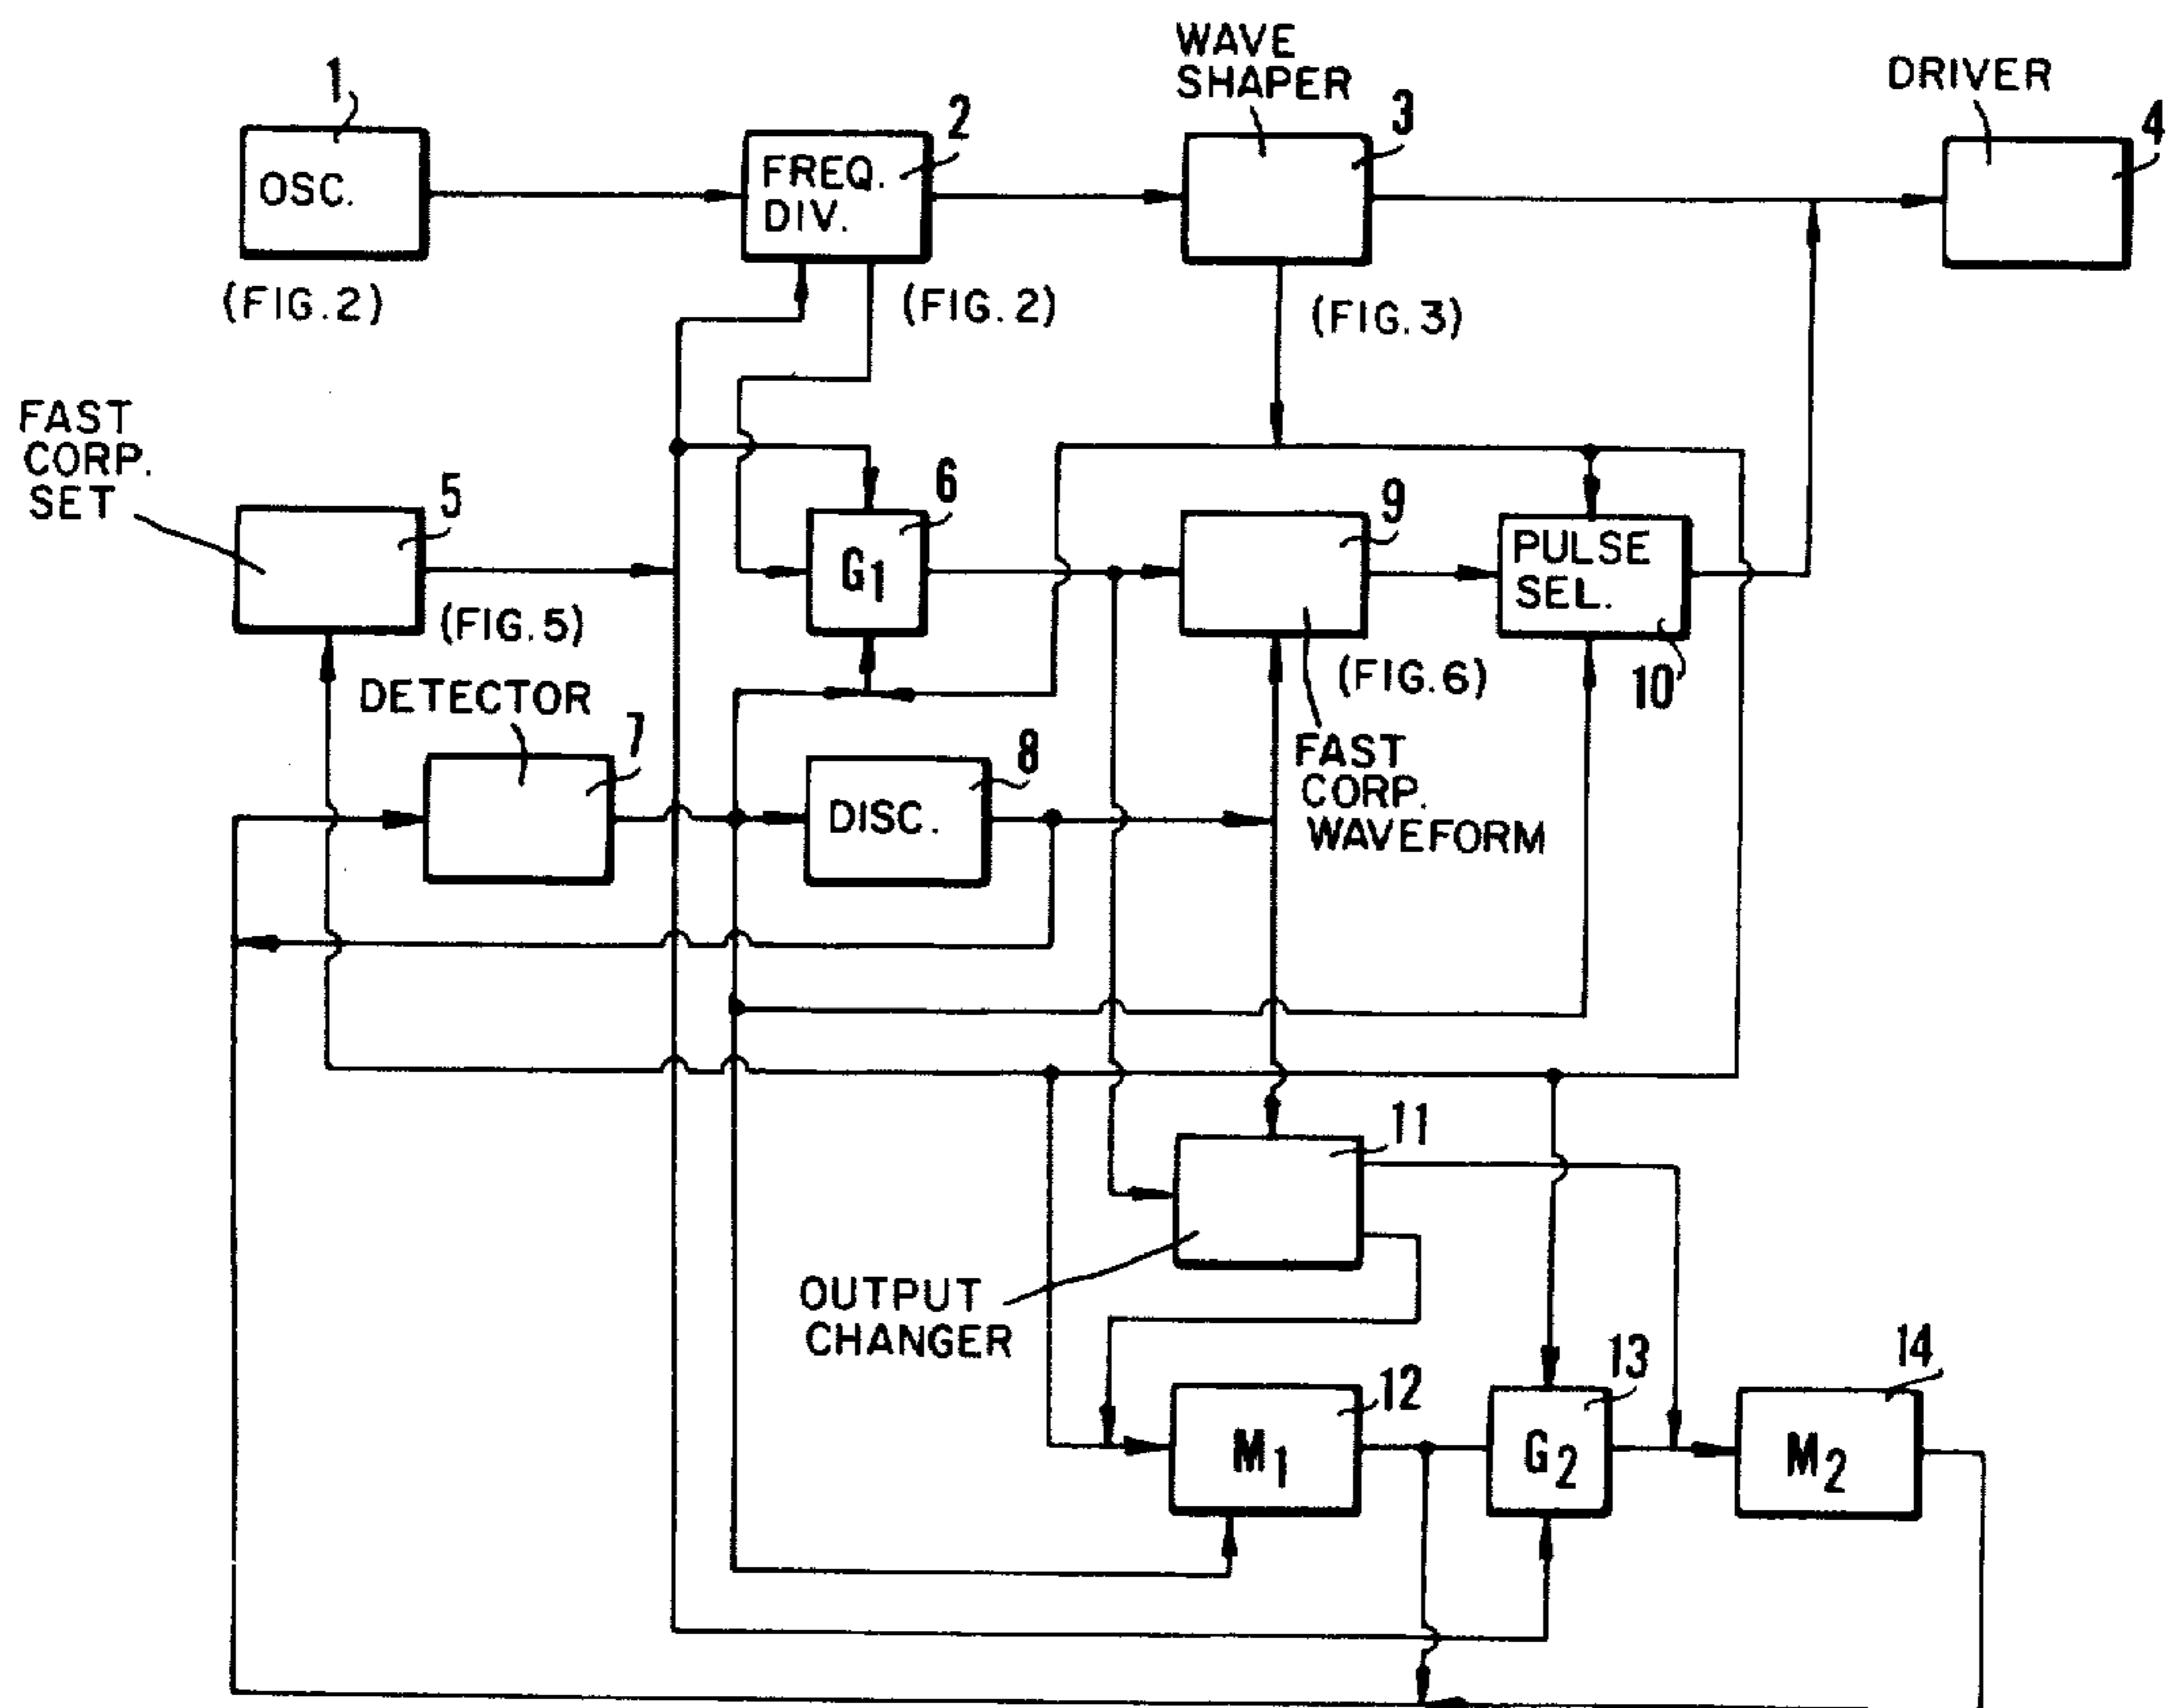 WAVE
SHAPER
DRIVER
1
2
3
4
OSC.
FREQ.
DIV.
(FIG. 2)
(FIG. 2)
(FIG. 3)
FAST
CORP.
SET
5
6
9
G1
PULSE
SEL.
(FIG. 5)
(FIG. 6)
10
DETECTOR
7
8
FAST
CORP.
WAVEFORM
DISC.
11
OUTPUT
CHANGER
12
13
14
M1
G2
M2